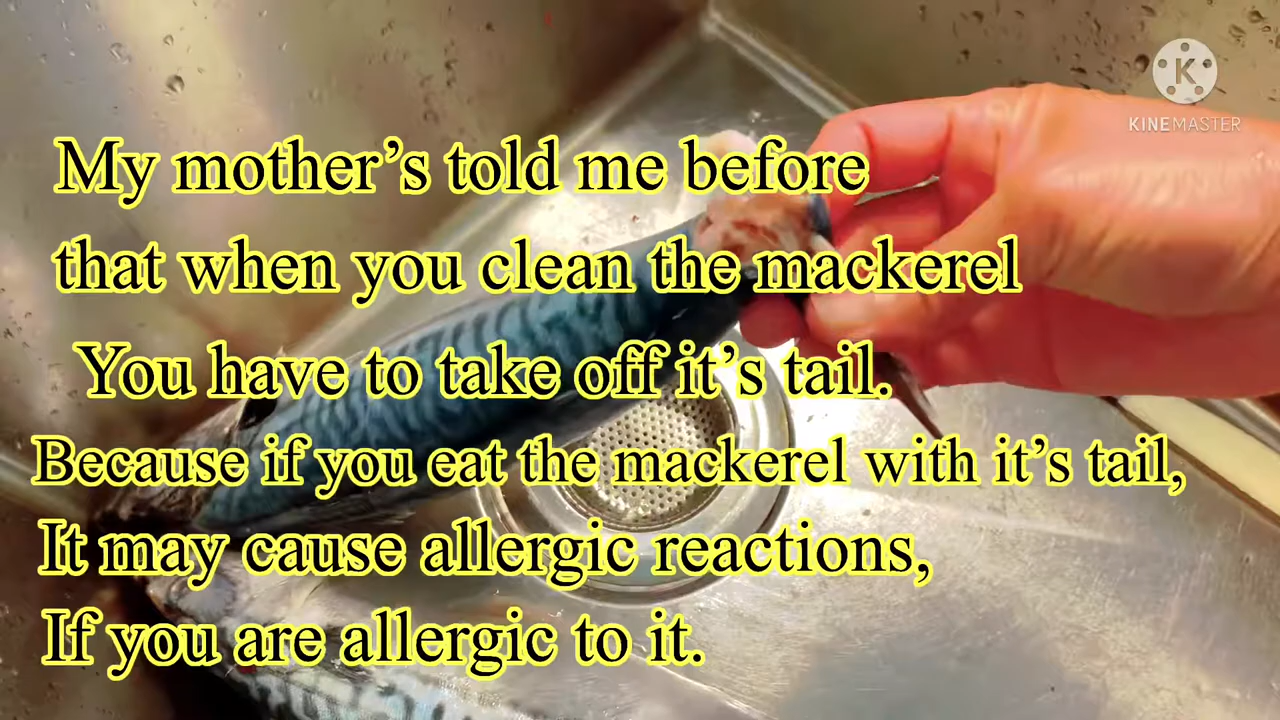 My mother’s told me before
that when you clean the mackerel
You have to take off it’s tail.
Because if you eat the mackerel with it’s tail,
It may cause allergic reactions,
If you are allergic to it.
K
KINEMASTER